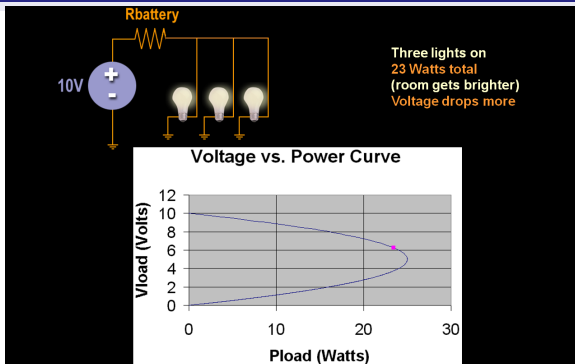 Rbattery
10V
+
-
Three lights on
23 Watts total
(room gets brighter)
Voltage drops more
Voltage vs. Power Curve
Vload (Volts)
12
10
8
6
4
2
0
0 10 20 30
Pload (Watts)